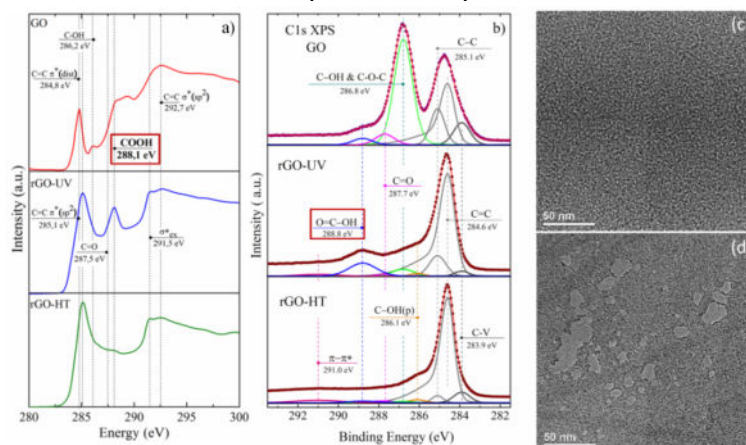 a)
GO
C-OH
286,2 eV
C=C π*(dist)
284,8 eV
C=C σ*(sp²)
292,7 eV
COOH
288,1 eV
rGO-UV
C=C π*(sp²)
285,1 eV
C=O
287,5 eV
σ*ex
291,5 eV
rGO-HT
Intensity (a.u.)
280
285
290
295
300
Energy (eV)
b)
C1s XPS
GO
C–C
285.1 eV
C–OH & C-O-C
286.8 eV
rGO-UV
C=O
287.7 eV
O=C–OH
288.8 eV
C=C
284.6 eV
rGO-HT
C–OH(p)
286.1 eV
C–V
283.9 eV
π–π*
291.0 eV
Intensity ( a.u.)
292
290
288
286
284
282
Binding Energy (eV)
(c)
50 nm
(d)
50 nm